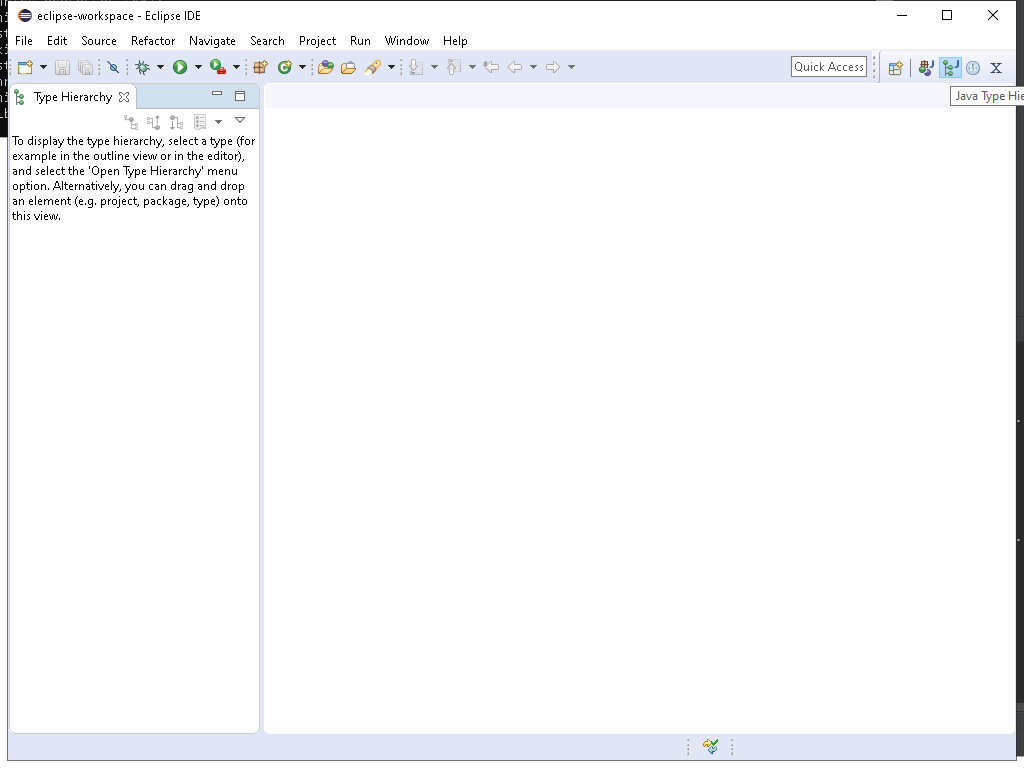 eclipse-workspace - Eclipse IDE
File Edit Source Refactor Navigate Search Project Run Window Help
Quick Access
X
Type Hierarchy
Java Type Hie
To display the type hierarchy, select a type (for
example in the outline view or in the editor),
and select the 'Open Type Hierarchy' menu
option. Alternatively, you can drag and drop
an element (e.g. project, package, type) onto
this view.